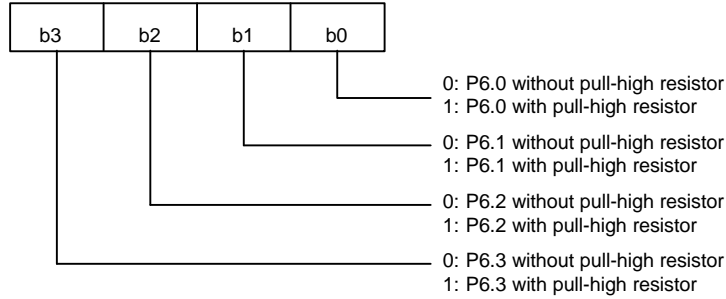 b3 b2 b1 b0
0: P6.0 without pull-high resistor
1: P6.0 with pull-high resistor
0: P6.1 without pull-high resistor
1: P6.1 with pull-high resistor
0: P6.2 without pull-high resistor
1: P6.2 with pull-high resistor
0: P6.3 without pull-high resistor
1: P6.3 with pull-high resistor